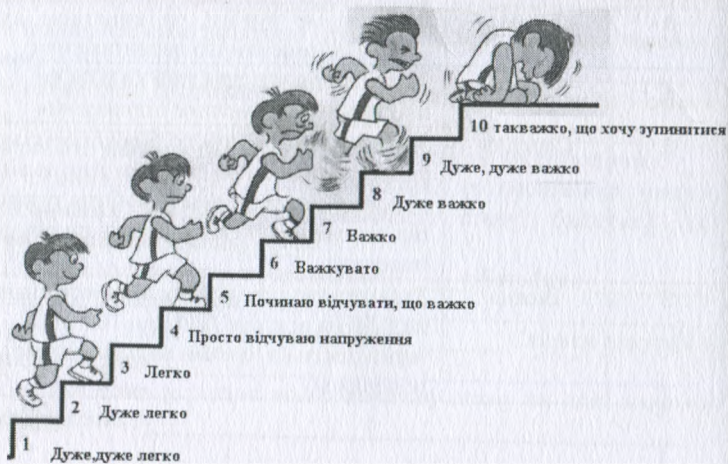 10 такважко, що хочу зупинитися
9 Дуже, дуже важко
8 Дуже важко
7 Важко
6 Важкувато
5 Починаю відчувати, що важко
4 Просто відчуваю напруження
3 Легко
2 Дуже легко
1 Дуже,дуже легко